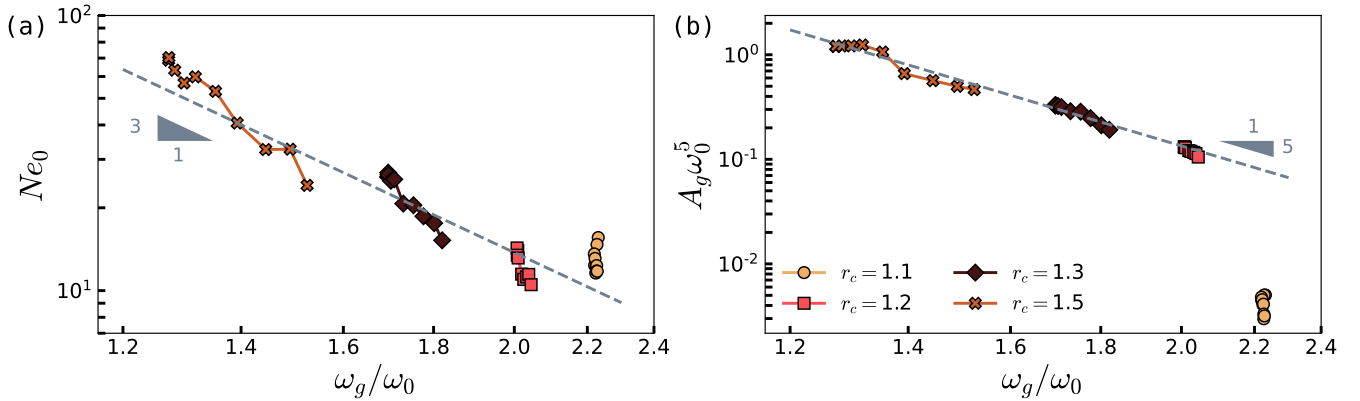 (a)
10²
10¹
Ne₀
3
1
1.2 1.4 1.6 1.8 2.0 2.2 2.4
ω_g/ω₀
(b)
10⁰
10⁻¹
10⁻²
A_gω₀⁵
1
5
r_c = 1.1
r_c = 1.2
r_c = 1.3
r_c = 1.5
1.2 1.4 1.6 1.8 2.0 2.2 2.4
ω_g/ω₀